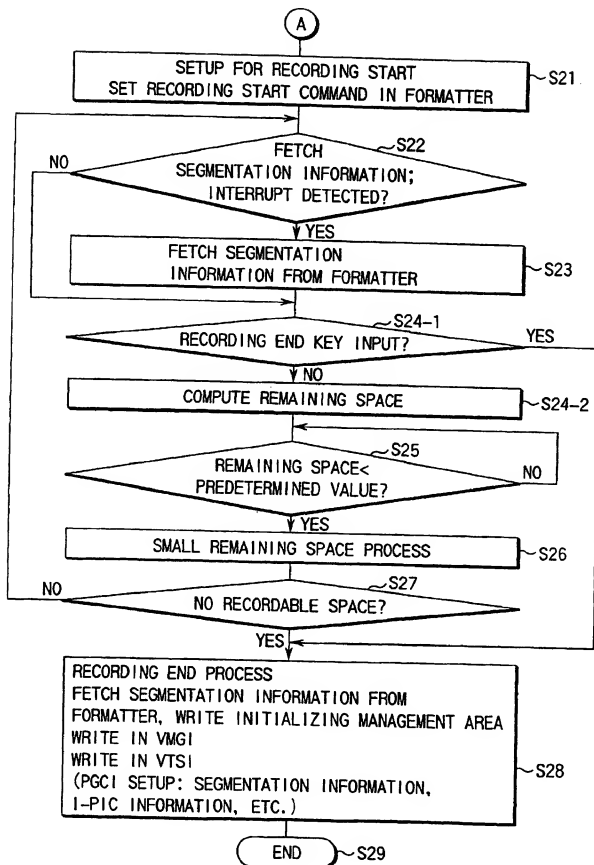 A
SETUP FOR RECORDING START
SET RECORDING START COMMAND IN FORMATTER
S21
S22
FETCH
SEGMENTATION INFORMATION;
INTERRUPT DETECTED?
NO
YES
FETCH SEGMENTATION
INFORMATION FROM FORMATTER
S23
S24-1
RECORDING END KEY INPUT?
YES
NO
COMPUTE REMAINING SPACE
S24-2
S25
REMAINING SPACE<
PREDETERMINED VALUE?
NO
YES
SMALL REMAINING SPACE PROCESS
S26
S27
NO
NO RECORDABLE SPACE?
YES
RECORDING END PROCESS
FETCH SEGMENTATION INFORMATION FROM
FORMATTER, WRITE INITIALIZING MANAGEMENT AREA
WRITE IN VMGI
WRITE IN VTSI
(PGCI SETUP: SEGMENTATION INFORMATION,
I-PIC INFORMATION, ETC.)
S28
END
S29